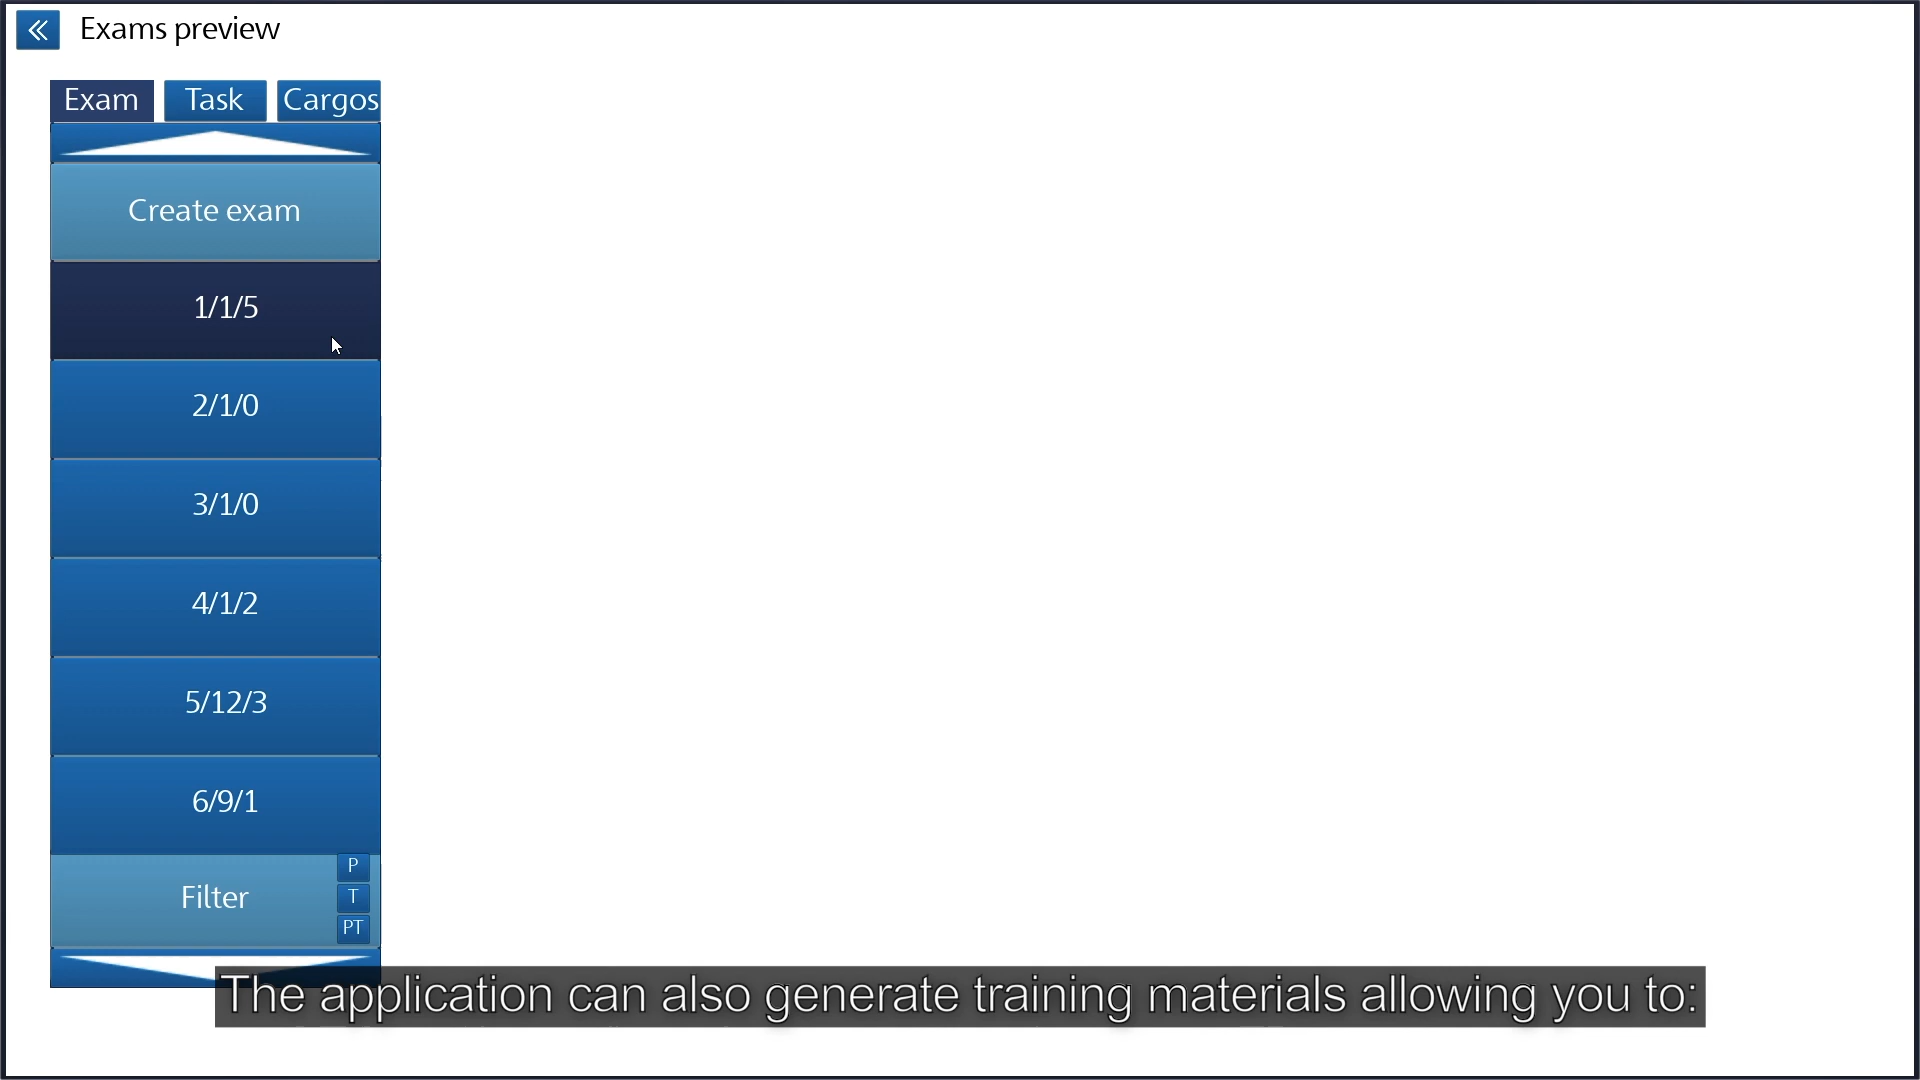 Exams preview
Exam Task Cargos
Create exam
1/1/5
2/1/0
3/1/0
4/1/2
5/12/3
6/9/1
P
Filter
T
PT
The application can also generate training materials allowing you to: